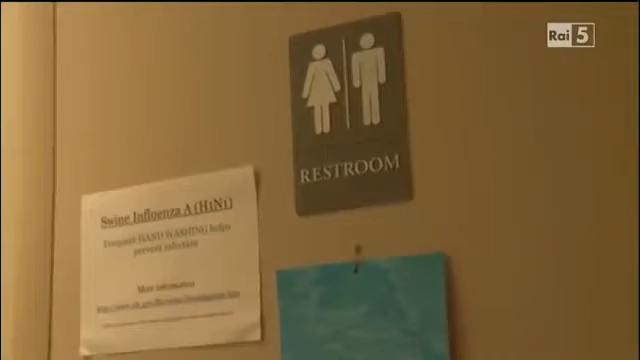 Rai 5
RESTROOM
Swine Influenza A (H1N1)
Frequent HAND WASHING helps
prevent infection
More information